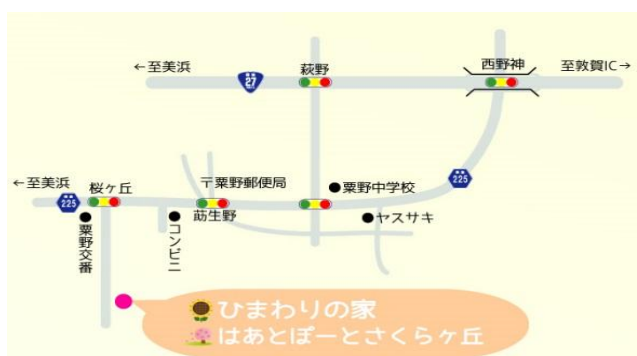 ←至美浜
27
萩野
西野神
至敦賀IC→
←至美浜
225
桜ヶ丘
〒粟野郵便局
莇生野
●粟野中学校
225
●ヤスサキ
●粟野交番
●コンビニ
ひまわりの家
はあとぽーとさくらヶ丘